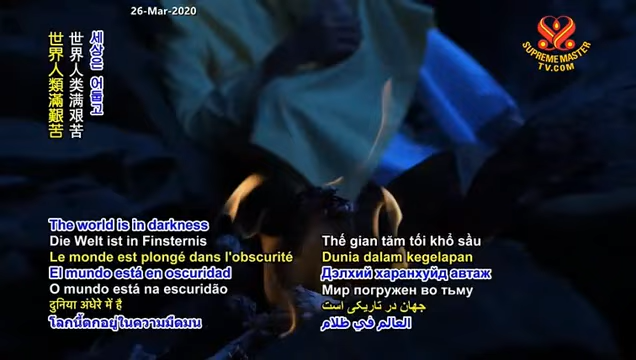 26-Mar-2020
SUPREME MASTER
TV.COM
세상은 어둡고
世界人类满艰苦
世界人類滿艱苦
The world is in darkness
Die Welt ist in Finsternis
Le monde est plongé dans l'obscurité
El mundo está en oscuridad
O mundo está na escuridão
दुनिया अंधेरे में है
โลกนี้ตกอยู่ในความมืดมน
Thế gian tăm tối khổ sầu
Dunia dalam kegelapan
Дэлхий харанхуйд автаж
Мир погружен во тьму
جهان در تاریکی است
العالم في ظلام